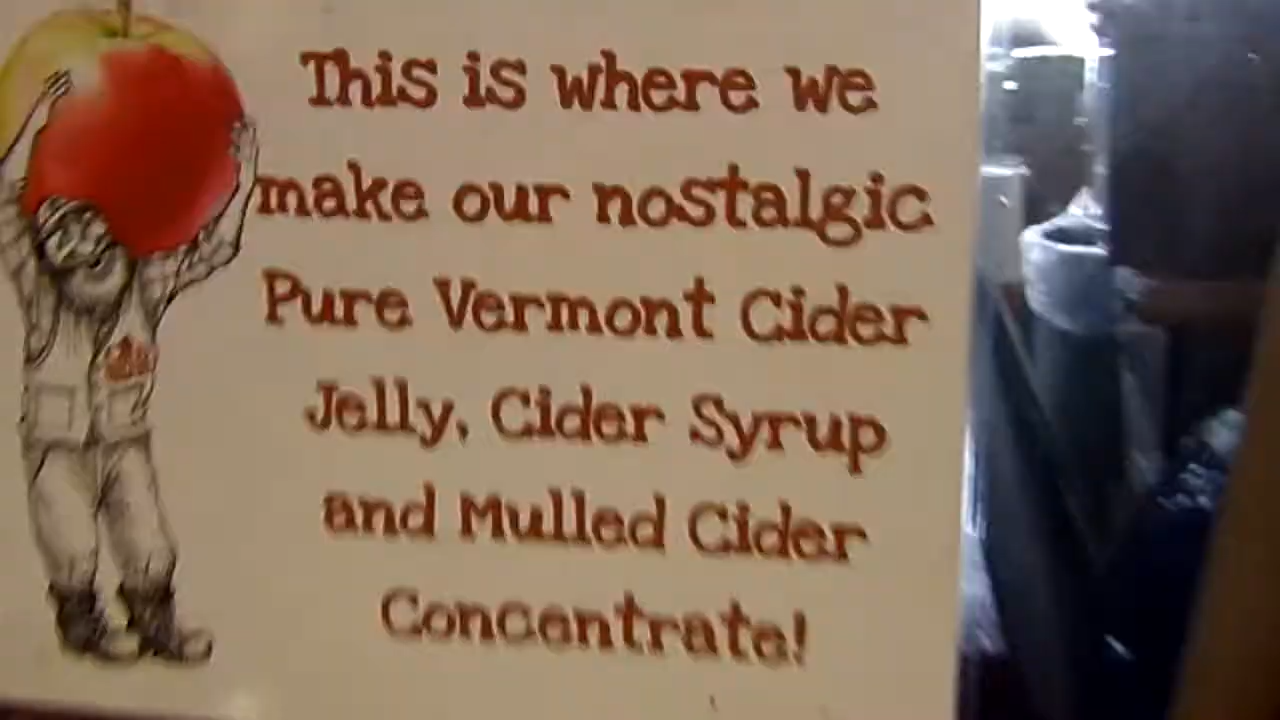 This is where we
make our nostalgic
Pure Vermont Cider
Jelly, Cider Syrup
and Mulled Cider
Concentrate!